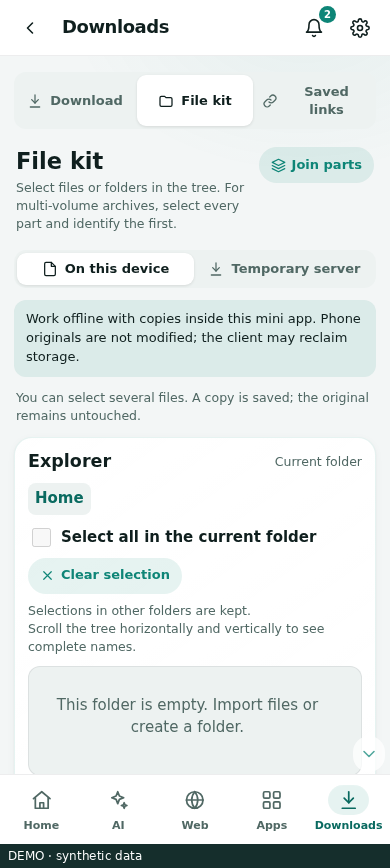 Downloads
2
Download
File kit
Saved
links
File kit
Join parts
Select files or folders in the tree. For
multi-volume archives, select every
part and identify the first.
On this device
Temporary server
Work offline with copies inside this mini app. Phone
originals are not modified; the client may reclaim
storage.
You can select several files. A copy is saved; the original
remains untouched.
Explorer
Current folder
Home
Select all in the current folder
Clear selection
Selections in other folders are kept.
Scroll the tree horizontally and vertically to see
complete names.
This folder is empty. Import files or
create a folder.
Home
AI
Web
Apps
Downloads
DEMO · synthetic data